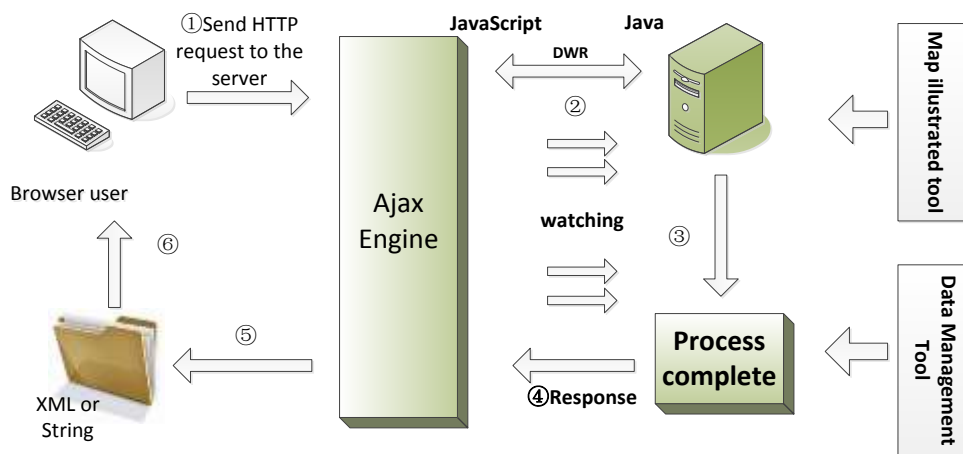 ①Send HTTP
request to the
server
Browser user
⑥
⑤
XML or
String
Ajax
Engine
JavaScript
Java
DWR
②
watching
③
Process
complete
④Response
Map illustrated tool
Data Management
Tool